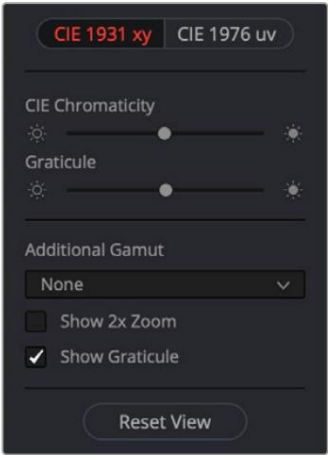 CIE 1931 xy CIE 1976 uv
CIE Chromaticity
Graticule
Additional Gamut
None
Show 2x Zoom
Show Graticule
Reset View